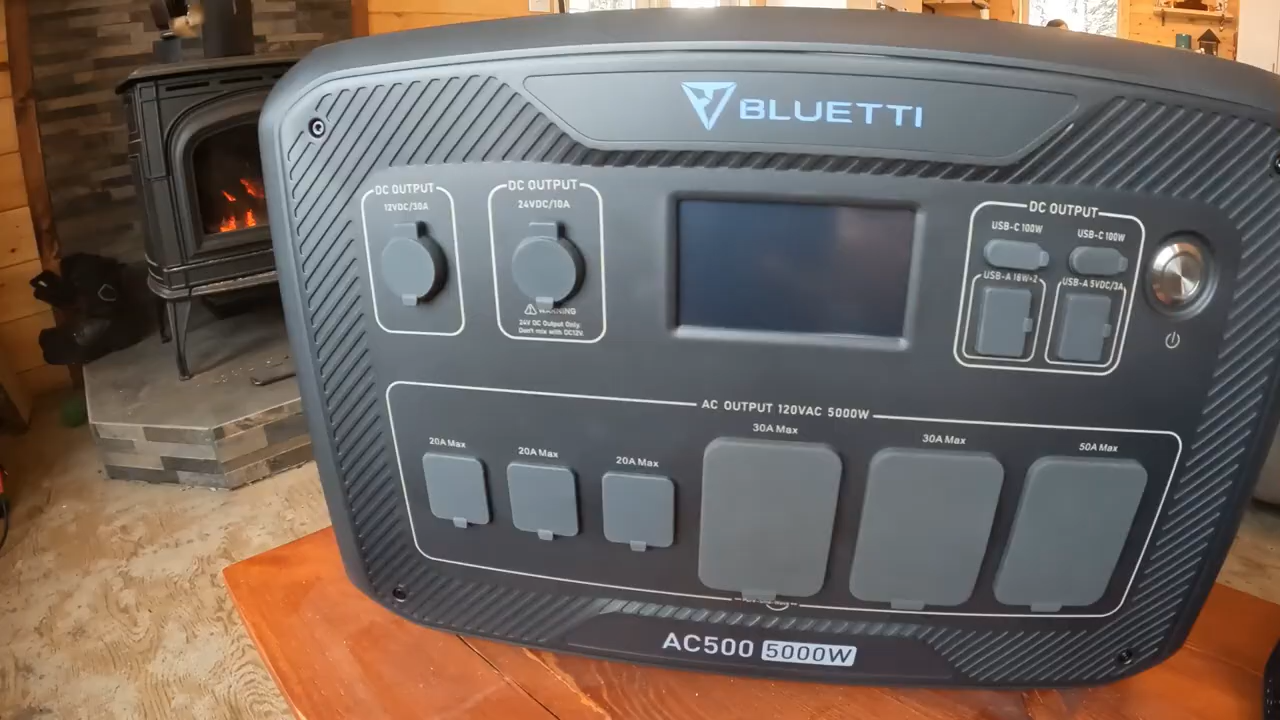 BLUETTI
DC OUTPUT
12VDC/30A
DC OUTPUT
24VDC/10A
WARNING
24V DC Output Only.
Don't mix with DC12V.
DC OUTPUT
USB-C 100W
USB-C 100W
USB-A 18W*2
USB-A 5VDC/3A
AC OUTPUT 120VAC 5000W
20A Max
20A Max
20A Max
30A Max
30A Max
50A Max
AC500 5000W